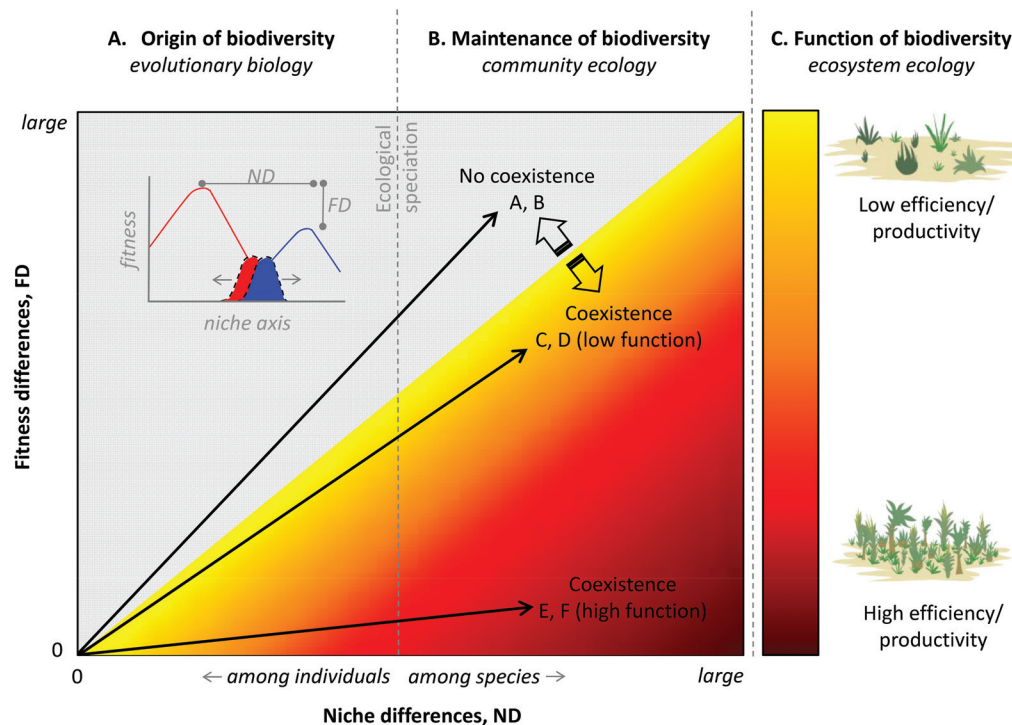 A. Origin of biodiversity
evolutionary biology
B. Maintenance of biodiversity
community ecology
C. Function of biodiversity
ecosystem ecology
large
Fitness differences, FD
0
ND
FD
fitness
niche axis
Ecological
speciation
No coexistence
A, B
Coexistence
C, D (low function)
Coexistence
E, F (high function)
Low efficiency/
productivity
High efficiency/
productivity
0
← among individuals among species →
large
Niche differences, ND